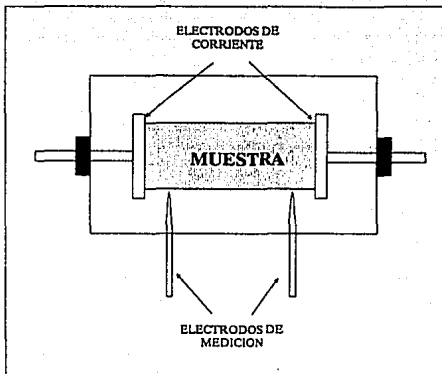 ELECTRODOS DE
CORRIENTE
MUESTRA
ELECTRODOS DE
MEDICION